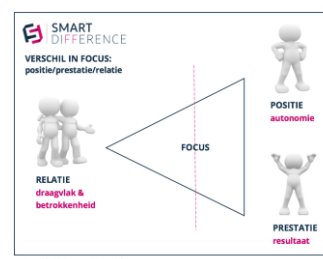 SMART
DIFFERENCE
VERSCHIL IN FOCUS:
positie/prestatie/relatie
POSITIE
autonomie
FOCUS
RELATIE
draagvlak &
betrokkenheid
PRESTATIE
resultaat